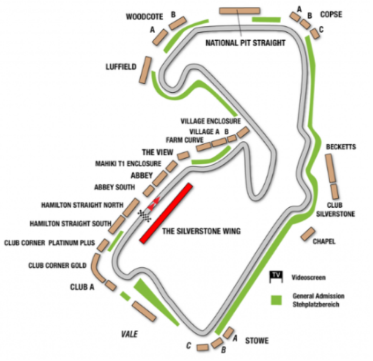 WOODCOTE
B
A
NATIONAL PIT STRAIGHT
A
B
C
COPSE
LUFFIELD
VILLAGE ENCLOSURE
VILLAGE A B
FARM CURVE
THE VIEW
MAHIKI T1 ENCLOSURE
ABBEY
ABBEY SOUTH
BECKETTS
HAMILTON STRAIGHT NORTH
HAMILTON STRAIGHT SOUTH
CLUB
SILVERSTONE
THE SILVERSTONE WING
CLUB CORNER PLATINUM PLUS
CHAPEL
CLUB CORNER GOLD
TV
Videoscreen
CLUB A
General Admission
Stehplatzbereich
VALE
C
B
A
STOWE